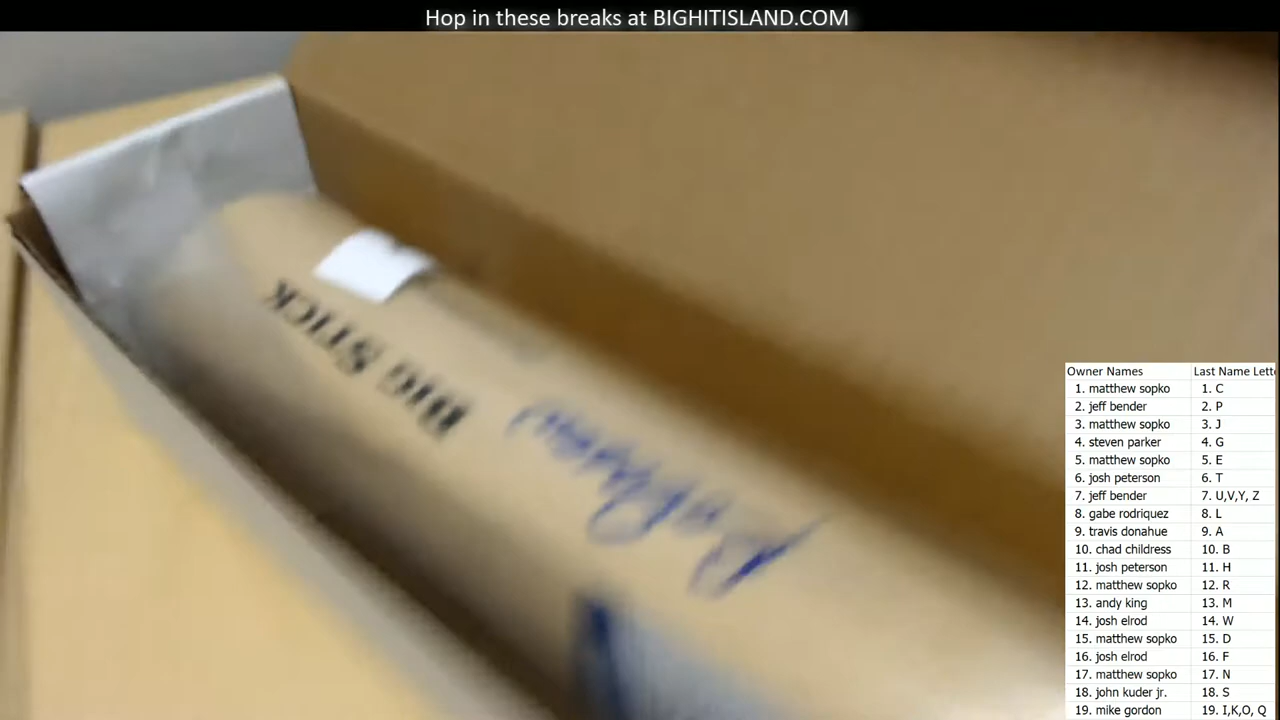 Hop in these breaks at BIGHITISLAND.COM
BIG STICK
Owner Names Last Name Lett
1. matthew sopko 1. C
2. jeff bender 2. P
3. matthew sopko 3. J
4. steven parker 4. G
5. matthew sopko 5. E
6. josh peterson 6. T
7. jeff bender 7. U,V,Y, Z
8. gabe rodriquez 8. L
9. travis donahue 9. A
10. chad childress 10. B
11. josh peterson 11. H
12. matthew sopko 12. R
13. andy king 13. M
14. josh elrod 14. W
15. matthew sopko 15. D
16. josh elrod 16. F
17. matthew sopko 17. N
18. john kuder jr. 18. S
19. mike gordon 19. I,K,O, Q